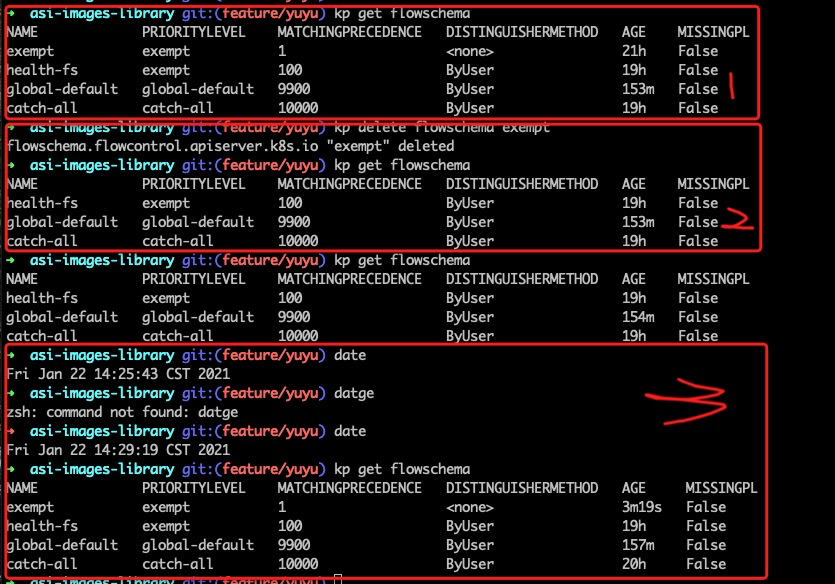 → asi-images-library git:(feature/yuyu) kp get flowschema
NAME PRIORITYLEVEL MATCHINGPRECEDENCE DISTINGUISHERMETHOD AGE MISSINGPL
exempt exempt 1 <none> 21h False
health-fs exempt 100 ByUser 19h False
global-default global-default 9900 ByUser 153m False
catch-all catch-all 10000 ByUser 19h False
1
→ asi-images-library git:(feature/yuyu) kp delete flowschema exempt
flowschema.flowcontrol.apiserver.k8s.io "exempt" deleted
→ asi-images-library git:(feature/yuyu) kp get flowschema
NAME PRIORITYLEVEL MATCHINGPRECEDENCE DISTINGUISHERMETHOD AGE MISSINGPL
health-fs exempt 100 ByUser 19h False
global-default global-default 9900 ByUser 153m False 2
catch-all catch-all 10000 ByUser 19h False
→ asi-images-library git:(feature/yuyu) kp get flowschema
NAME PRIORITYLEVEL MATCHINGPRECEDENCE DISTINGUISHERMETHOD AGE MISSINGPL
health-fs exempt 100 ByUser 19h False
global-default global-default 9900 ByUser 154m False
catch-all catch-all 10000 ByUser 19h False
→ asi-images-library git:(feature/yuyu) date
Fri Jan 22 14:25:43 CST 2021
→ asi-images-library git:(feature/yuyu) datge
3
zsh: command not found: datge
→ asi-images-library git:(feature/yuyu) date
Fri Jan 22 14:29:19 CST 2021
→ asi-images-library git:(feature/yuyu) kp get flowschema
NAME PRIORITYLEVEL MATCHINGPRECEDENCE DISTINGUISHERMETHOD AGE MISSINGPL
exempt exempt 1 <none> 3m19s False
health-fs exempt 100 ByUser 19h False
global-default global-default 9900 ByUser 157m False
catch-all catch-all 10000 ByUser 20h False
→ asi-images-library git:(feature/yuyu)